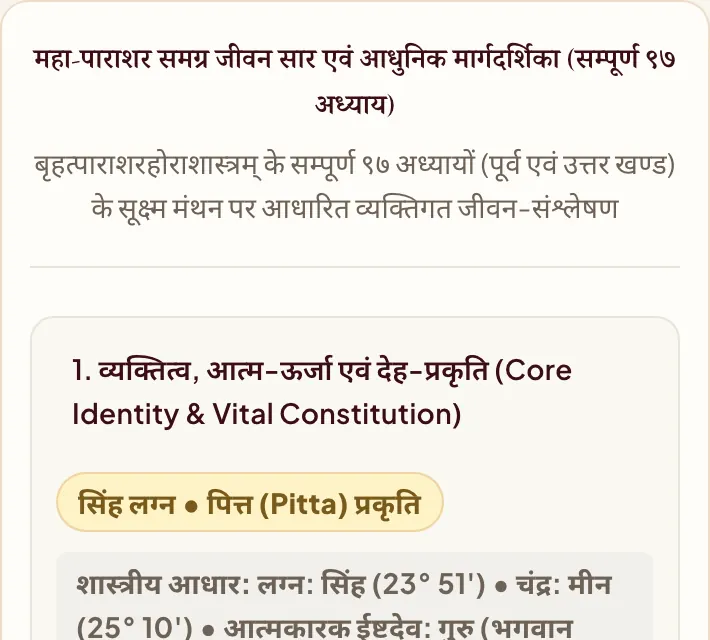 महा-पाराशर समग्र जीवन सार एवं आधुनिक मार्गदर्शिका (सम्पूर्ण ९७
अध्याय)
बृहत्पाराशरहोराशास्त्रम् के सम्पूर्ण ९७ अध्यायों (पूर्व एवं उत्तर खण्ड)
के सूक्ष्म मंथन पर आधारित व्यक्तिगत जीवन-संश्लेषण
1. व्यक्तित्व, आत्म-ऊर्जा एवं देह-प्रकृति (Core
Identity & Vital Constitution)
सिंह लग्न ● पित्त (Pitta) प्रकृति
शास्त्रीय आधार: लग्न: सिंह (23° 51') ● चंद्र: मीन
(25° 10') ● आत्मकारक ईष्टदेव: गुरु (भगवान